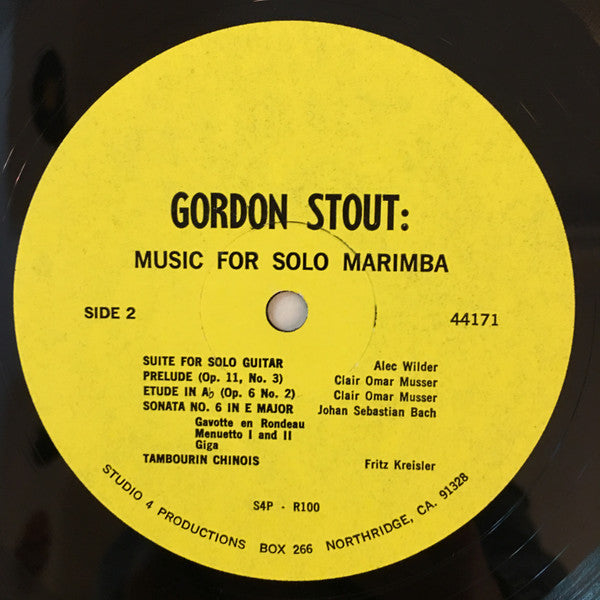 GORDON STOUT:
MUSIC FOR SOLO MARIMBA
SIDE 2 44171
SUITE FOR SOLO GUITAR Alec Wilder
PRELUDE (Op. 11, No. 3) Clair Omar Musser
ETUDE IN A♭ (Op. 6 No. 2) Clair Omar Musser
SONATA NO. 6 IN E MAJOR Johan Sebastian Bach
Gavotte en Rondeau
Menuetto I and II
Giga
TAMBOURIN CHINOIS Fritz Kreisler
S4P - R100
STUDIO 4 PRODUCTIONS BOX 266 NORTHRIDGE, CA. 91328